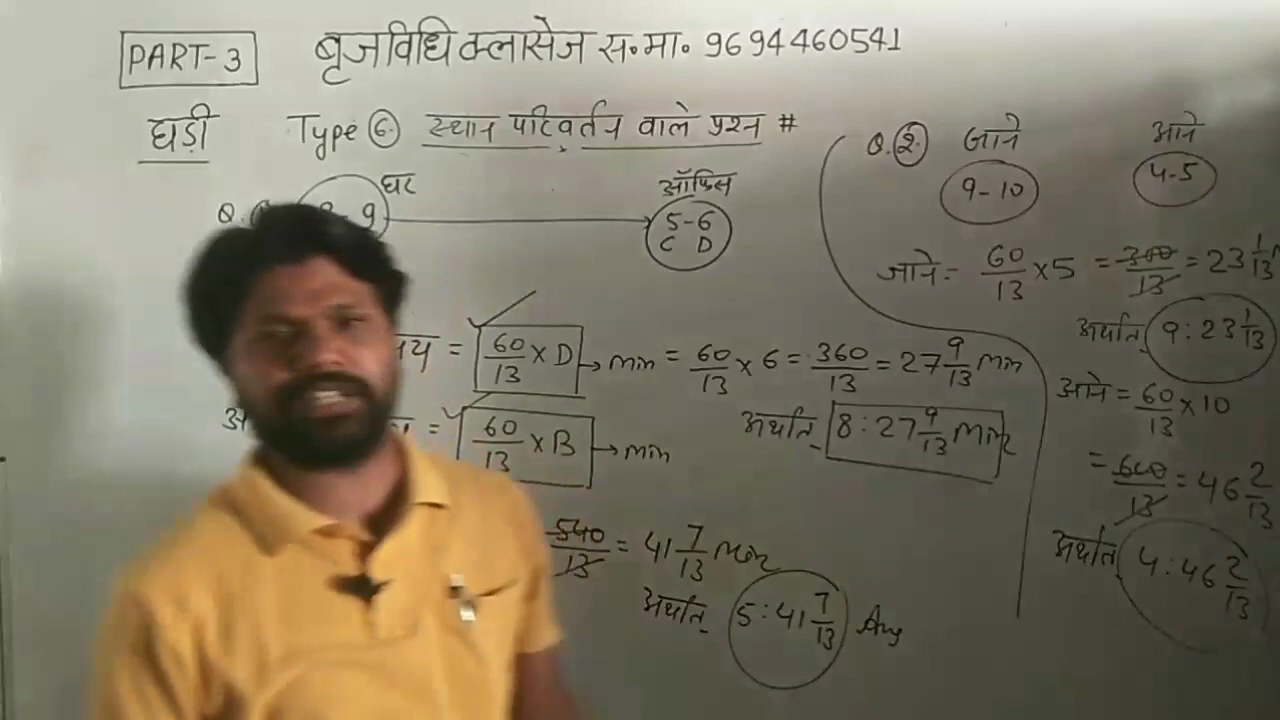 PART-3 बृजविधि क्लासेज स॰मा॰ 9694460541
घड़ी Type ⑥ स्थान परिवर्तन वाले प्रश्न #
घर ऑफिस
9 5-6
C D
= 60/13 × D → min = 60/13 × 6 = 360/13 = 27 9/13 min
अर्थात् 8:27 9/13 min
= 60/13 × B → min
540/13 = 41 7/13 min
अर्थात् 5:41 7/13 Ans
Q.② जाने आने
9-10 4-5
जाने = 60/13 × 5 = 300/13 = 23 1/13
अर्थात् 9:23 1/13
आने = 60/13 × 10
= 600/13 = 46 2/13
अर्थात् 4:46 2/13